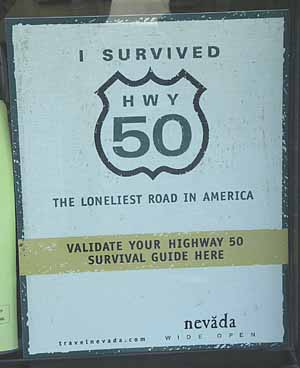 I SURVIVED
HWY
50
THE LONELIEST ROAD IN AMERICA
VALIDATE YOUR HIGHWAY 50
SURVIVAL GUIDE HERE
nevăda
travelnevada.com WIDE OPEN